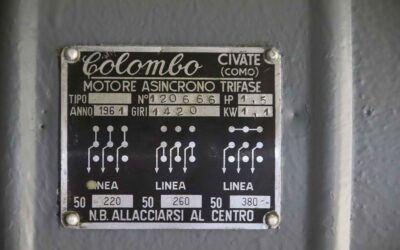 Colombo CIVATE
(COMO)
MOTORE ASINCRONO TRIFASE
TIPO N° 120666 HP 1,5
ANNO 1961 GIRI 1420 KW 1,1
LINEA LINEA LINEA
50 220 50 260 50 380
N.B. ALLACCIARSI AL CENTRO